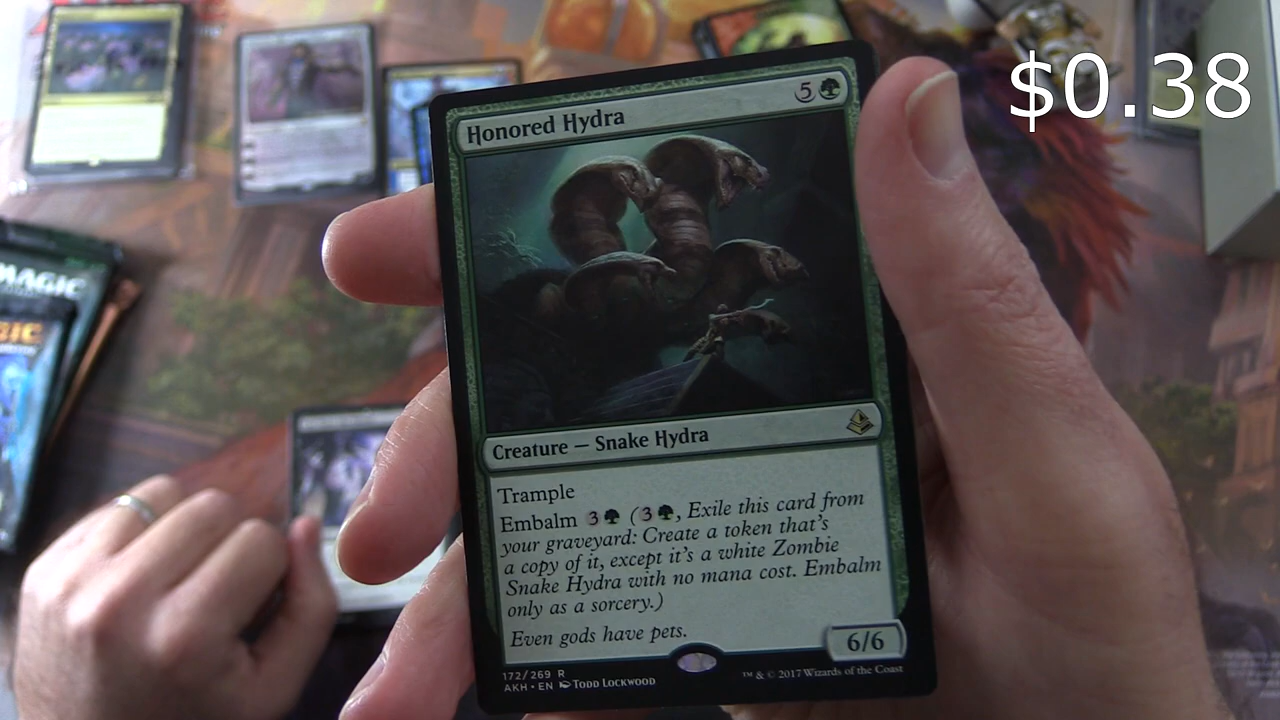 $0.38
Honored Hydra 5
Creature — Snake Hydra
Trample
Embalm 3 (3, Exile this card from
your graveyard: Create a token that's
a copy of it, except it's a white Zombie
Snake Hydra with no mana cost. Embalm
only as a sorcery.)
Even gods have pets.
6/6
172/269 R
AKH • EN Todd Lockwood
™ & © 2017 Wizards of the Coast
MAGIC